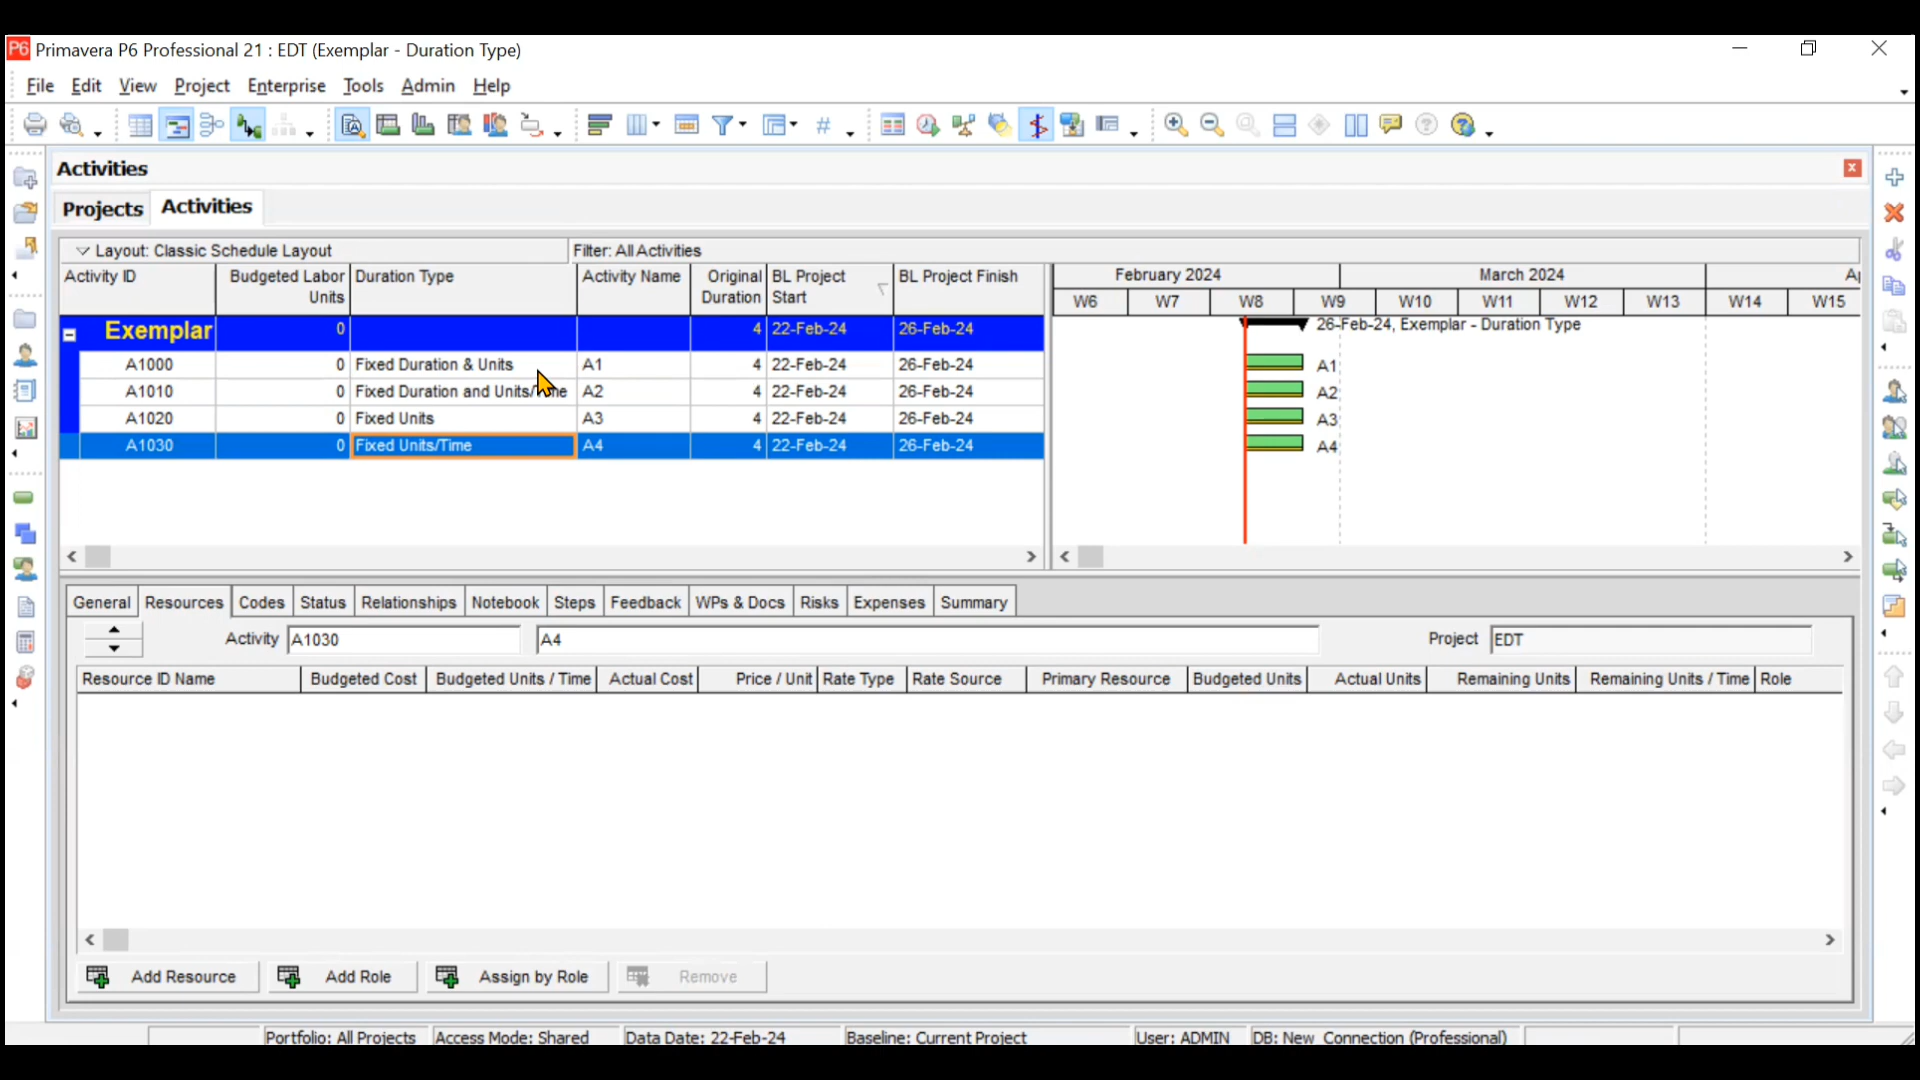 P6 Primavera P6 Professional 21 : EDT (Exemplar - Duration Type)
File Edit View Project Enterprise Tools Admin Help
Activities
Projects Activities
Layout: Classic Schedule Layout Filter: All Activities
Activity ID Budgeted Labor Units Duration Type Activity Name Original Duration BL Project Start BL Project Finish
February 2024 March 2024
W6 W7 W8 W9 W10 W11 W12 W13 W14 W15
Exemplar 0 4 22-Feb-24 26-Feb-24 26-Feb-24, Exemplar - Duration Type
A1000 0 Fixed Duration & Units A1 4 22-Feb-24 26-Feb-24 A1
A1010 0 Fixed Duration and Units/ A2 4 22-Feb-24 26-Feb-24 A2
A1020 0 Fixed Units A3 4 22-Feb-24 26-Feb-24 A3
A1030 0 Fixed Units/Time A4 4 22-Feb-24 26-Feb-24 A4
General Resources Codes Status Relationships Notebook Steps Feedback WPs & Docs Risks Expenses Summary
Activity A1030 A4 Project EDT
Resource ID Name Budgeted Cost Budgeted Units / Time Actual Cost Price / Unit Rate Type Rate Source Primary Resource Budgeted Units Actual Units Remaining Units Remaining Units / Time Role
Add Resource Add Role Assign by Role Remove
Portfolio: All Projects Access Mode: Shared Data Date: 22-Feb-24 Baseline: Current Project User: ADMIN DB: New Connection (Professional)